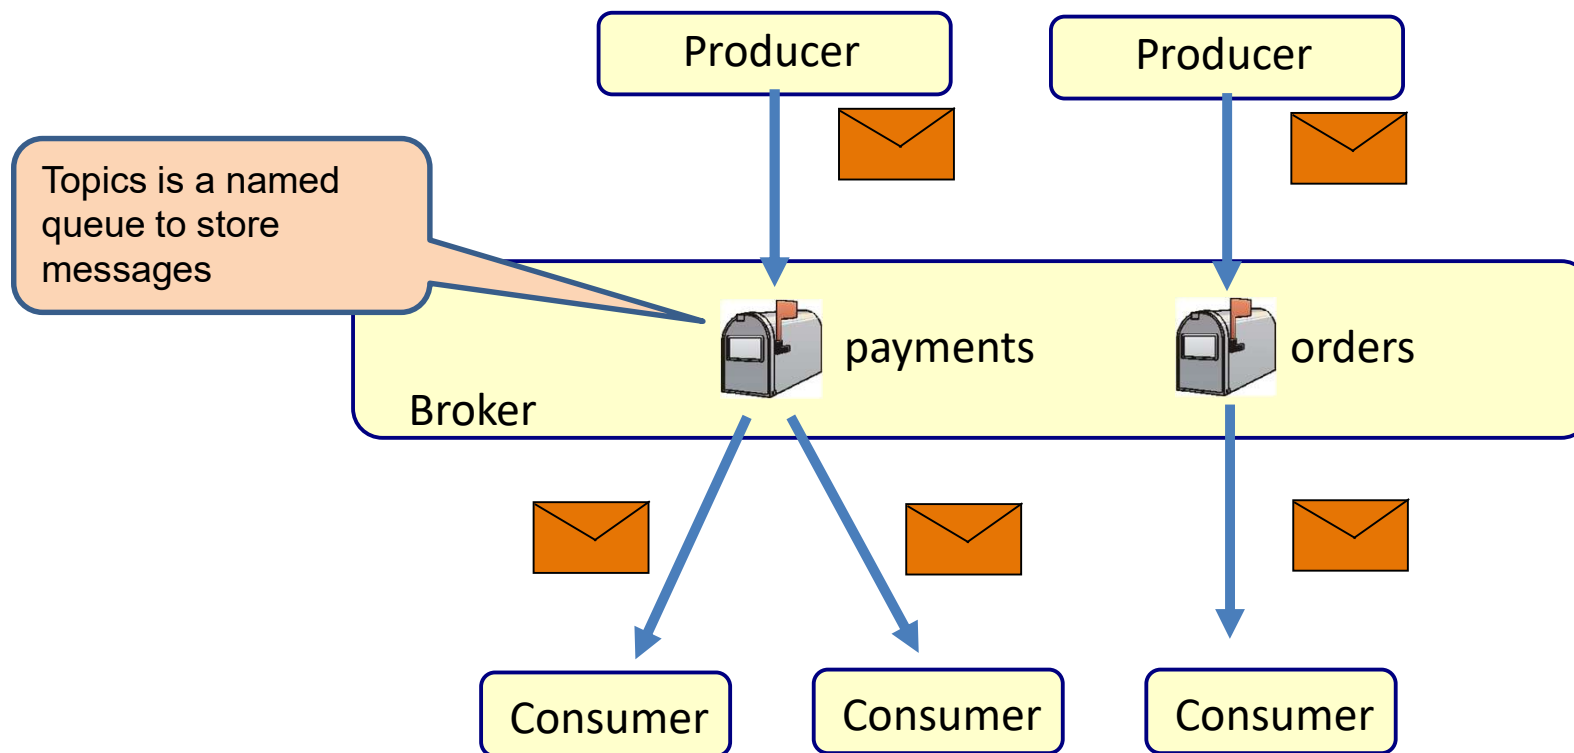 Producer
Producer
Topics is a named
queue to store
messages
payments
orders
Broker
Consumer
Consumer
Consumer